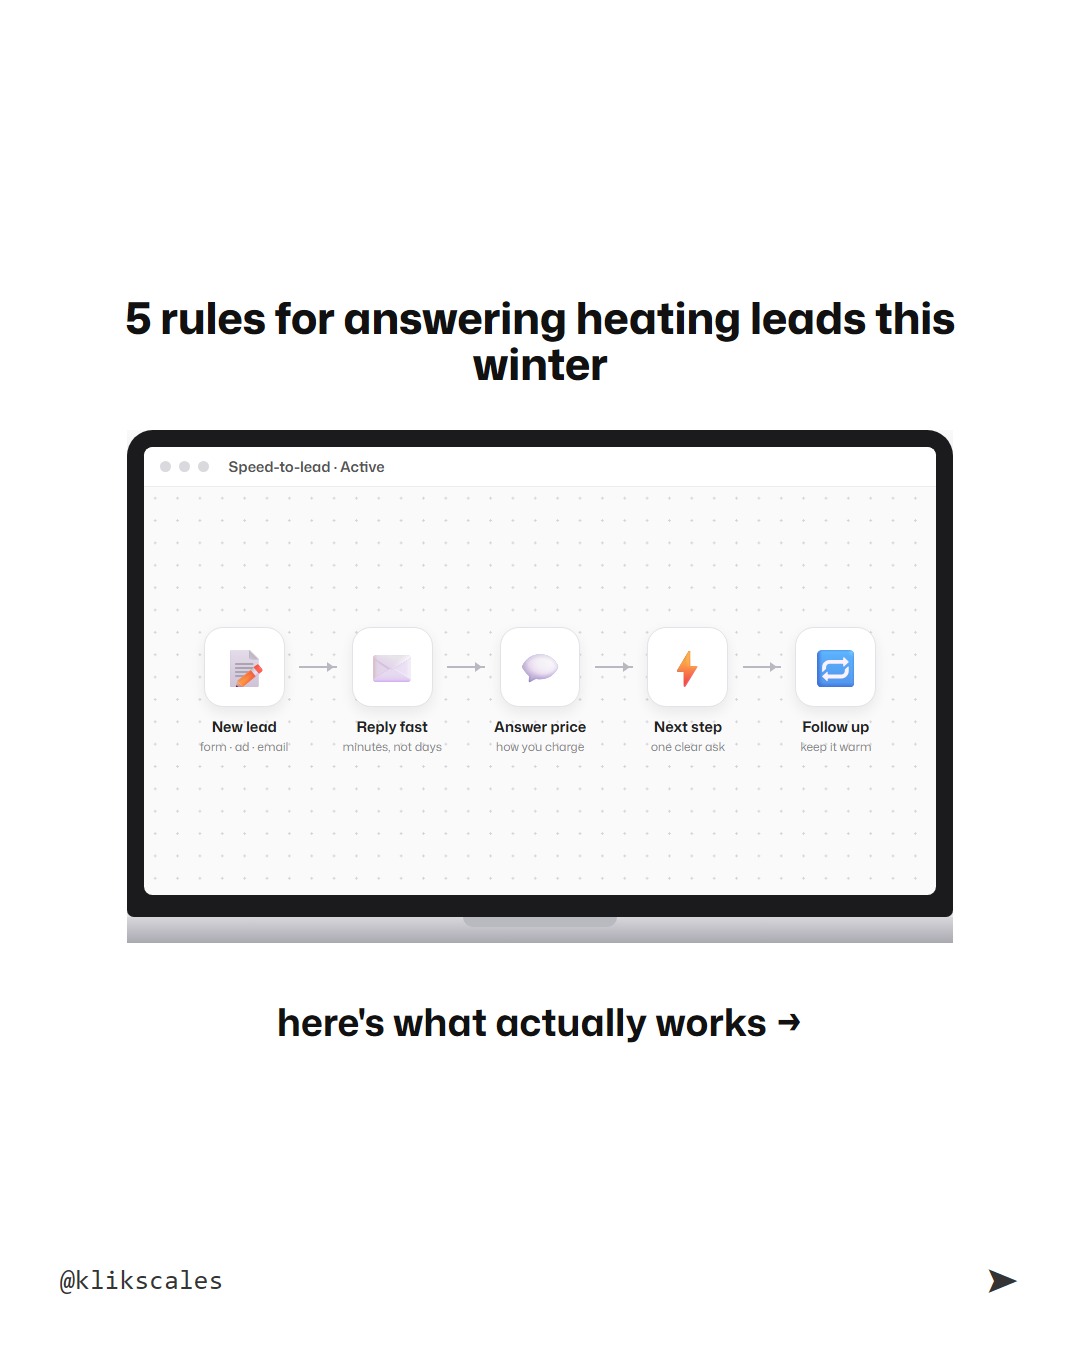 5 rules for answering heating leads this
winter
Speed-to-lead · Active
New lead
form · ad · email
Reply fast
minutes, not days
Answer price
how you charge
Next step
one clear ask
Follow up
keep it warm
here's what actually works →
@klikscales